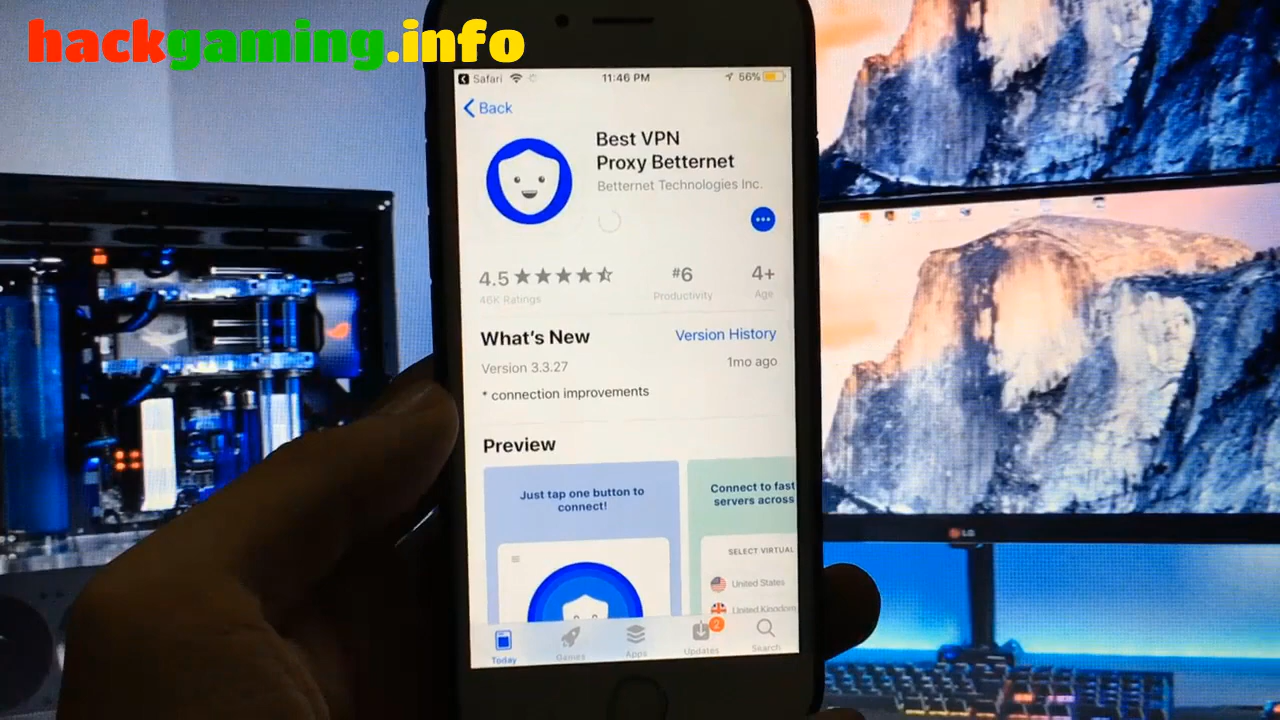 hackgaming.info
Safari
11:46 PM
56%
Back
Best VPN
Proxy Betternet
Betternet Technologies Inc.
4.5
#6
4+
46K Ratings
Productivity
Age
What's New
Version History
Version 3.3.27
1mo ago
* connection improvements
Preview
Just tap one button to
connect!
Connect to fast
servers across
SELECT VIRTUAL
United States
United Kingdom
2
Today
Games
Apps
Updates
Search
LG